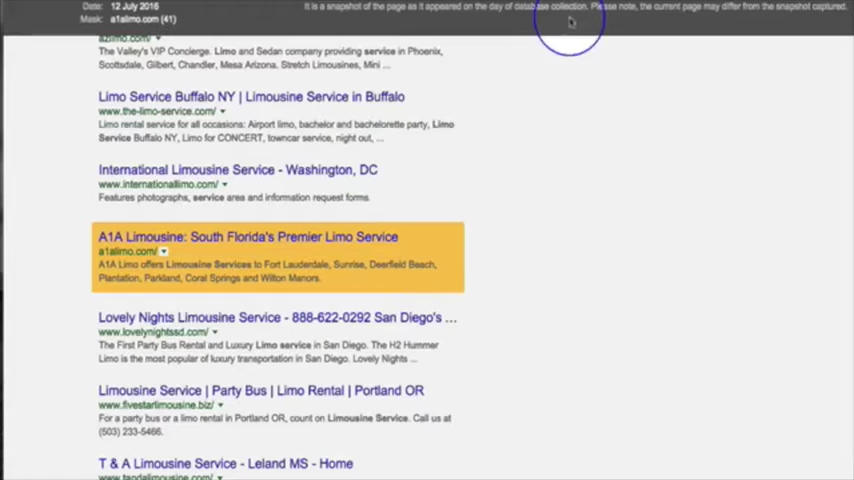 Date: 12 July 2016
It is a snapshot of the page as it appeared on the day of database collection. Please note, the current page may differ from the snapshot captured.
Mask: a1alimo.com (41)
azlimo.com/
The Valley's VIP Concierge. Limo and Sedan company providing service in Phoenix,
Scottsdale, Gilbert, Chandler, Mesa Arizona. Stretch Limousines, Mini ...
Limo Service Buffalo NY | Limousine Service in Buffalo
www.the-limo-service.com/
Limo rental service for all occasions: Airport limo, bachelor and bachelorette party, Limo
Service Buffalo NY, Limo for CONCERT, towncar service, night out, ...
International Limousine Service - Washington, DC
www.internationallimo.com/
Features photographs, service area and information request forms.
A1A Limousine: South Florida's Premier Limo Service
a1alimo.com/
A1A Limo offers Limousine Services to Fort Lauderdale, Sunrise, Deerfield Beach,
Plantation, Parkland, Coral Springs and Wilton Manors.
Lovely Nights Limousine Service - 888-622-0292 San Diego's ...
www.lovelynightssd.com/
The First Party Bus Rental and Luxury Limo service in San Diego. The H2 Hummer
Limo is the most popular of luxury transportation in San Diego. Lovely Nights ...
Limousine Service | Party Bus | Limo Rental | Portland OR
www.fivestarlimousine.biz/
For a party bus or a limo rental in Portland OR, count on Limousine Service. Call us at
(503) 233-5466.
T & A Limousine Service - Leland MS - Home
www.tandalimousine.com/